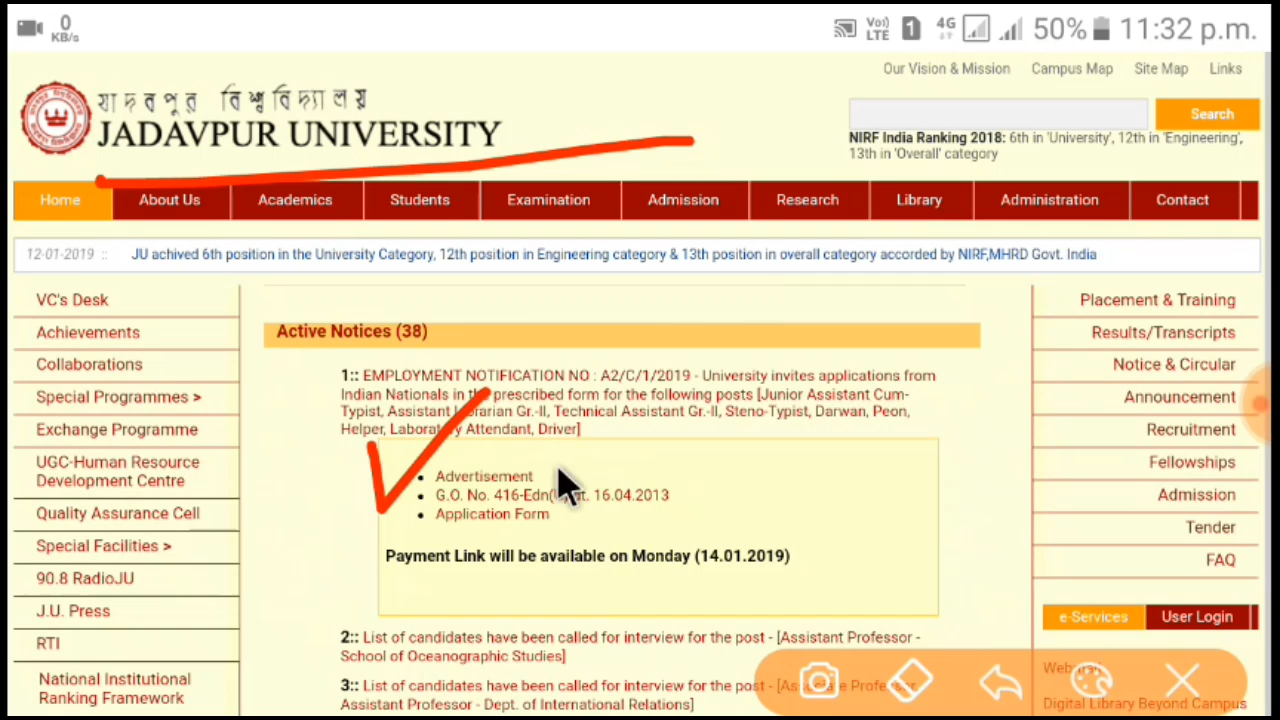 0
KB/s
Vo))
LTE
1
4G
50%
11:32 p.m.
Our Vision & Mission
Campus Map
Site Map
Links
যাদবপুর বিশ্ববিদ্যালয়
JADAVPUR UNIVERSITY
Search
NIRF India Ranking 2018: 6th in 'University', 12th in 'Engineering',
13th in 'Overall' category
Home
About Us
Academics
Students
Examination
Admission
Research
Library
Administration
Contact
12-01-2019 ::
JU achived 6th position in the University Category, 12th position in Engineering category & 13th position in overall category accorded by NIRF,MHRD Govt. India
VC's Desk
Achievements
Collaborations
Special Programmes >
Exchange Programme
UGC-Human Resource
Development Centre
Quality Assurance Cell
Special Facilities >
90.8 RadioJU
J.U. Press
RTI
National Institutional
Ranking Framework
Active Notices (38)
1:: EMPLOYMENT NOTIFICATION NO : A2/C/1/2019 - University invites applications from
Indian Nationals in the prescribed form for the following posts [Junior Assistant Cum-
Typist, Assistant Librarian Gr.-II, Technical Assistant Gr.-II, Steno-Typist, Darwan, Peon,
Helper, Laboratory Attendant, Driver]
• Advertisement
• G.O. No. 416-Edn( t. 16.04.2013
• Application Form
Payment Link will be available on Monday (14.01.2019)
2:: List of candidates have been called for interview for the post - [Assistant Professor -
School of Oceanographic Studies]
3:: List of candidates have been called for interview for the post - [Associate Professor,
Assistant Professor - Dept. of International Relations]
Placement & Training
Results/Transcripts
Notice & Circular
Announcement
Recruitment
Fellowships
Admission
Tender
FAQ
e-Services
User Login
Digital Library Beyond Campus